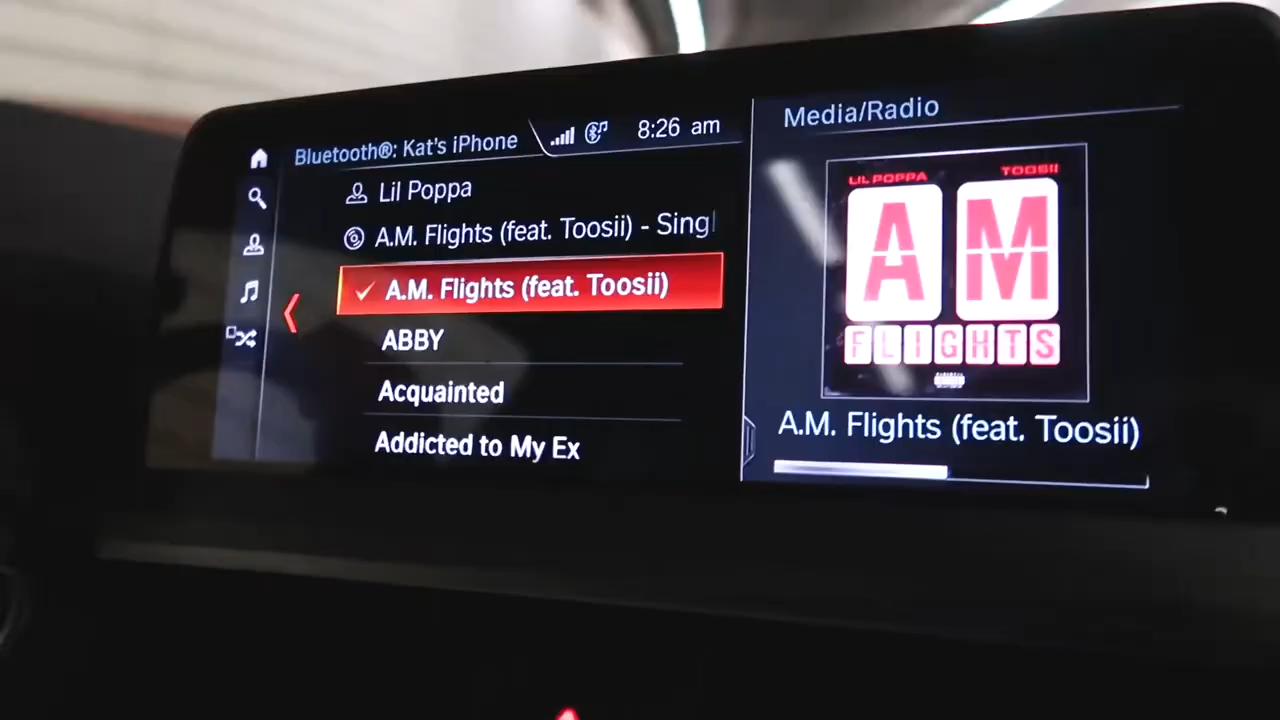 Bluetooth®: Kat's iPhone
8:26 am
Lil Poppa
A.M. Flights (feat. Toosii) - Singl
A.M. Flights (feat. Toosii)
ABBY
Acquainted
Addicted to My Ex
Media/Radio
LIL POPPA
TOOSII
AM
FLIGHTS
A.M. Flights (feat. Toosii)